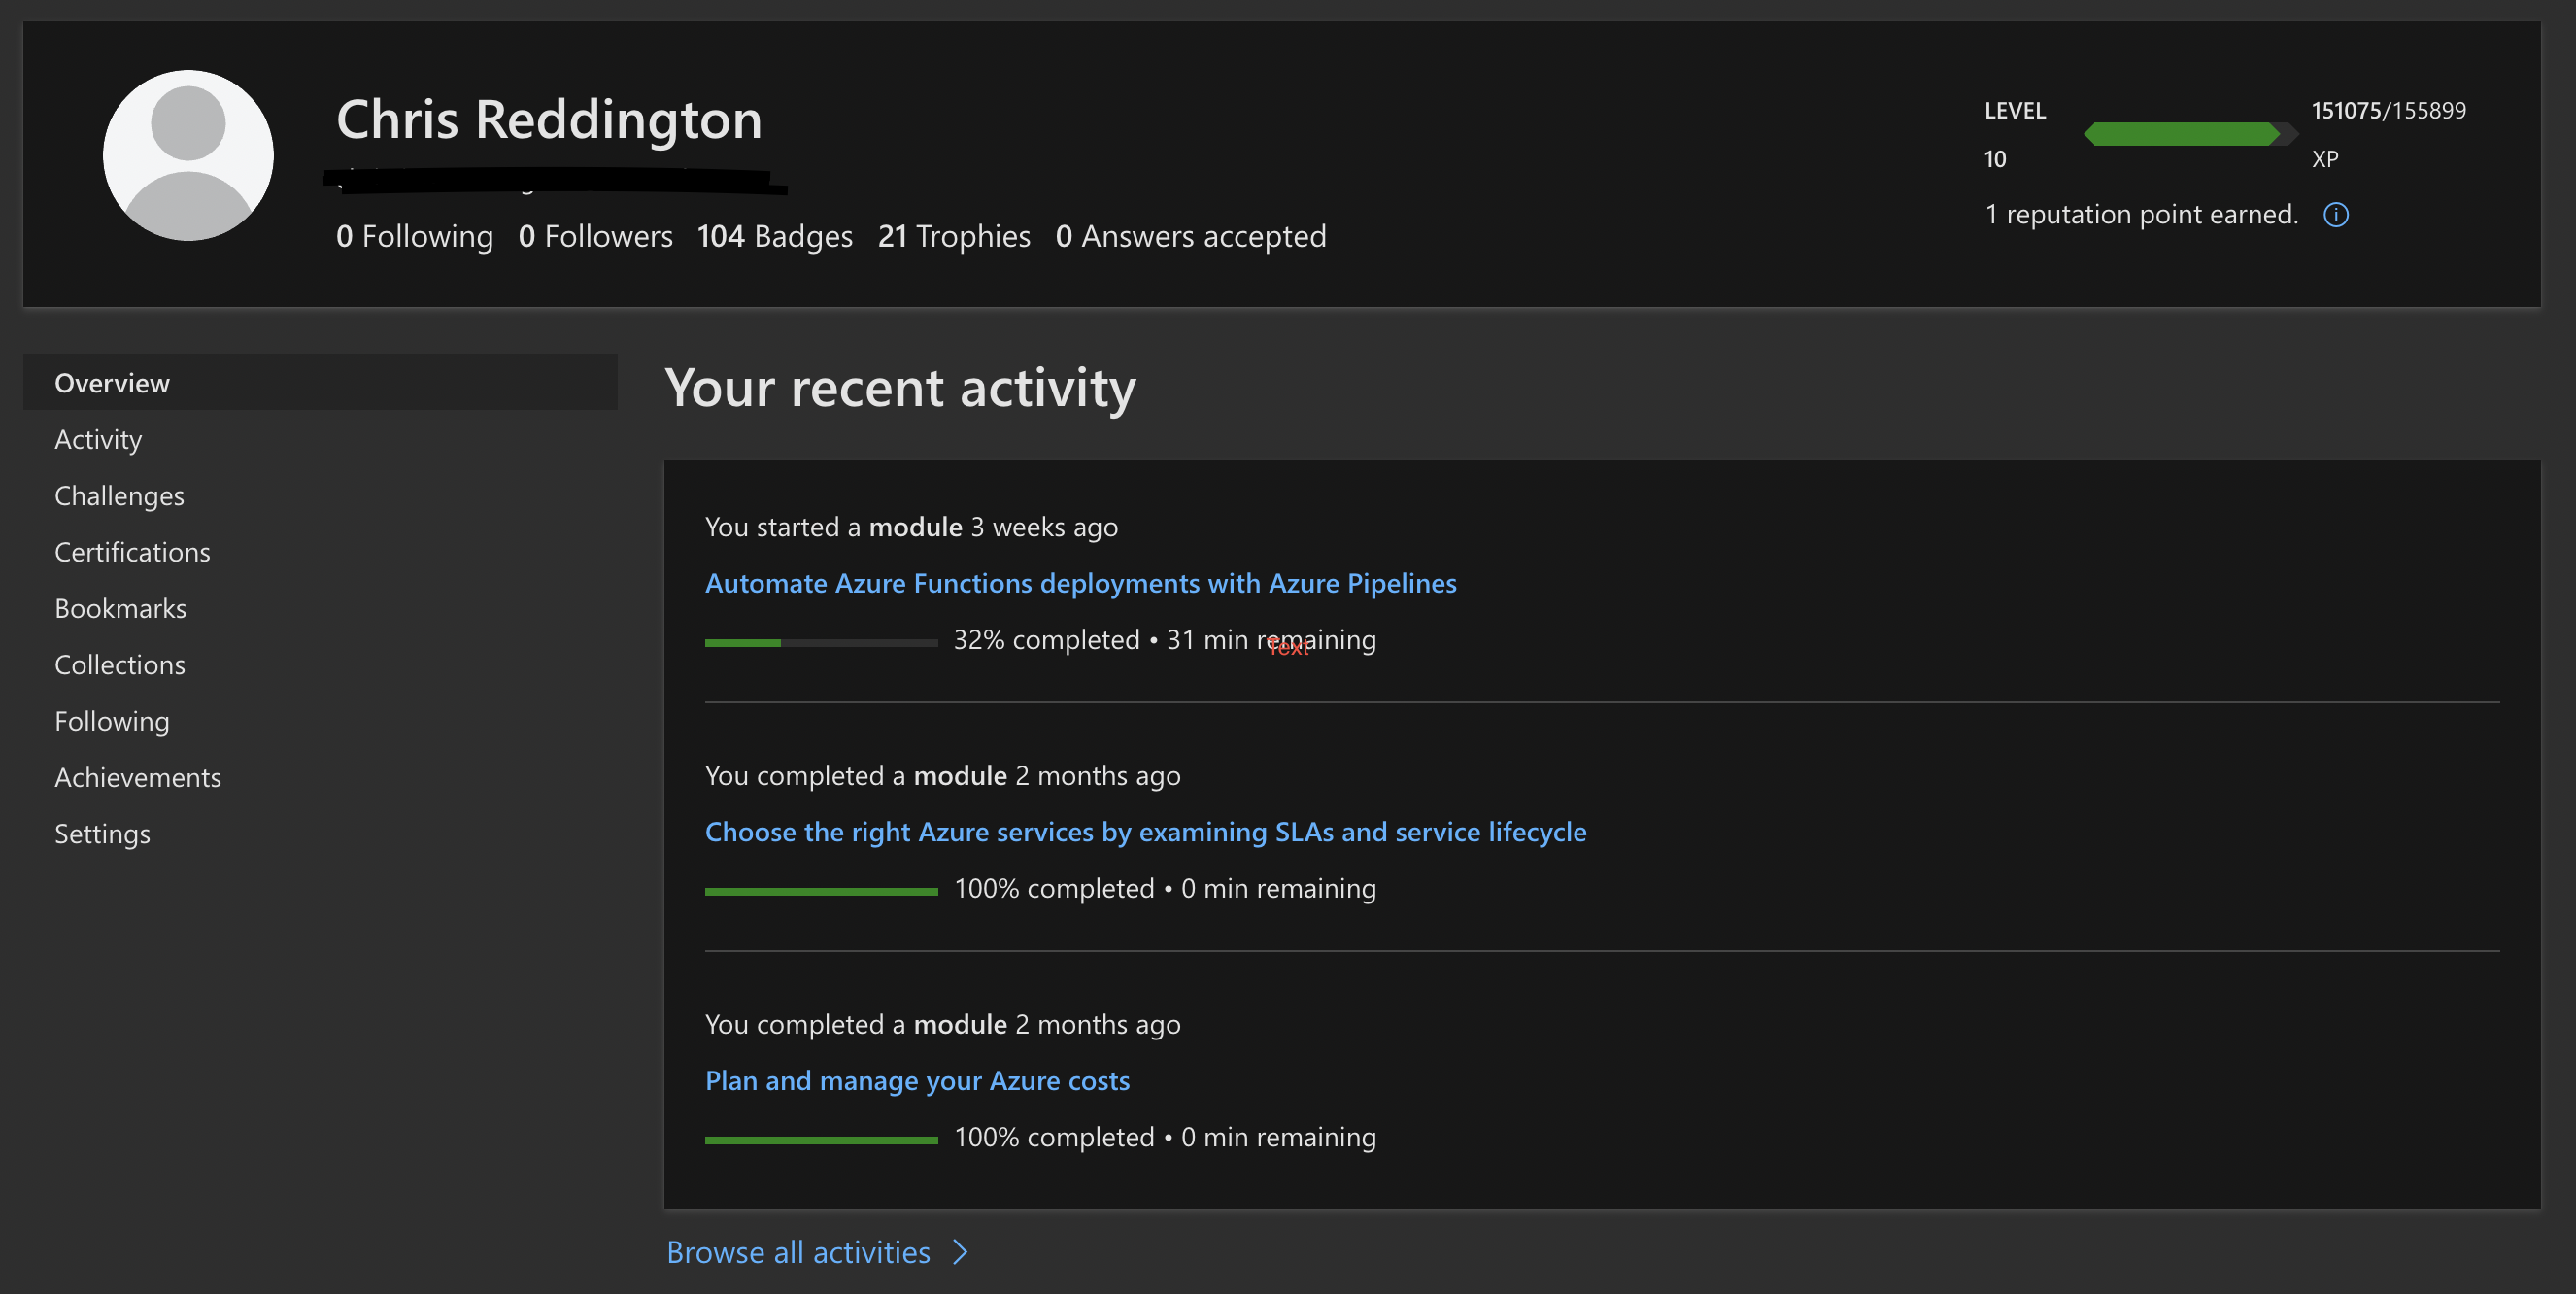 Chris Reddington
0 Following 0 Followers 104 Badges 21 Trophies 0 Answers accepted
LEVEL
10
151075/155899
XP
1 reputation point earned.
Overview
Activity
Challenges
Certifications
Bookmarks
Collections
Following
Achievements
Settings
Your recent activity
You started a module 3 weeks ago
Automate Azure Functions deployments with Azure Pipelines
32% completed • 31 min remaining
Text
You completed a module 2 months ago
Choose the right Azure services by examining SLAs and service lifecycle
100% completed • 0 min remaining
You completed a module 2 months ago
Plan and manage your Azure costs
100% completed • 0 min remaining
Browse all activities